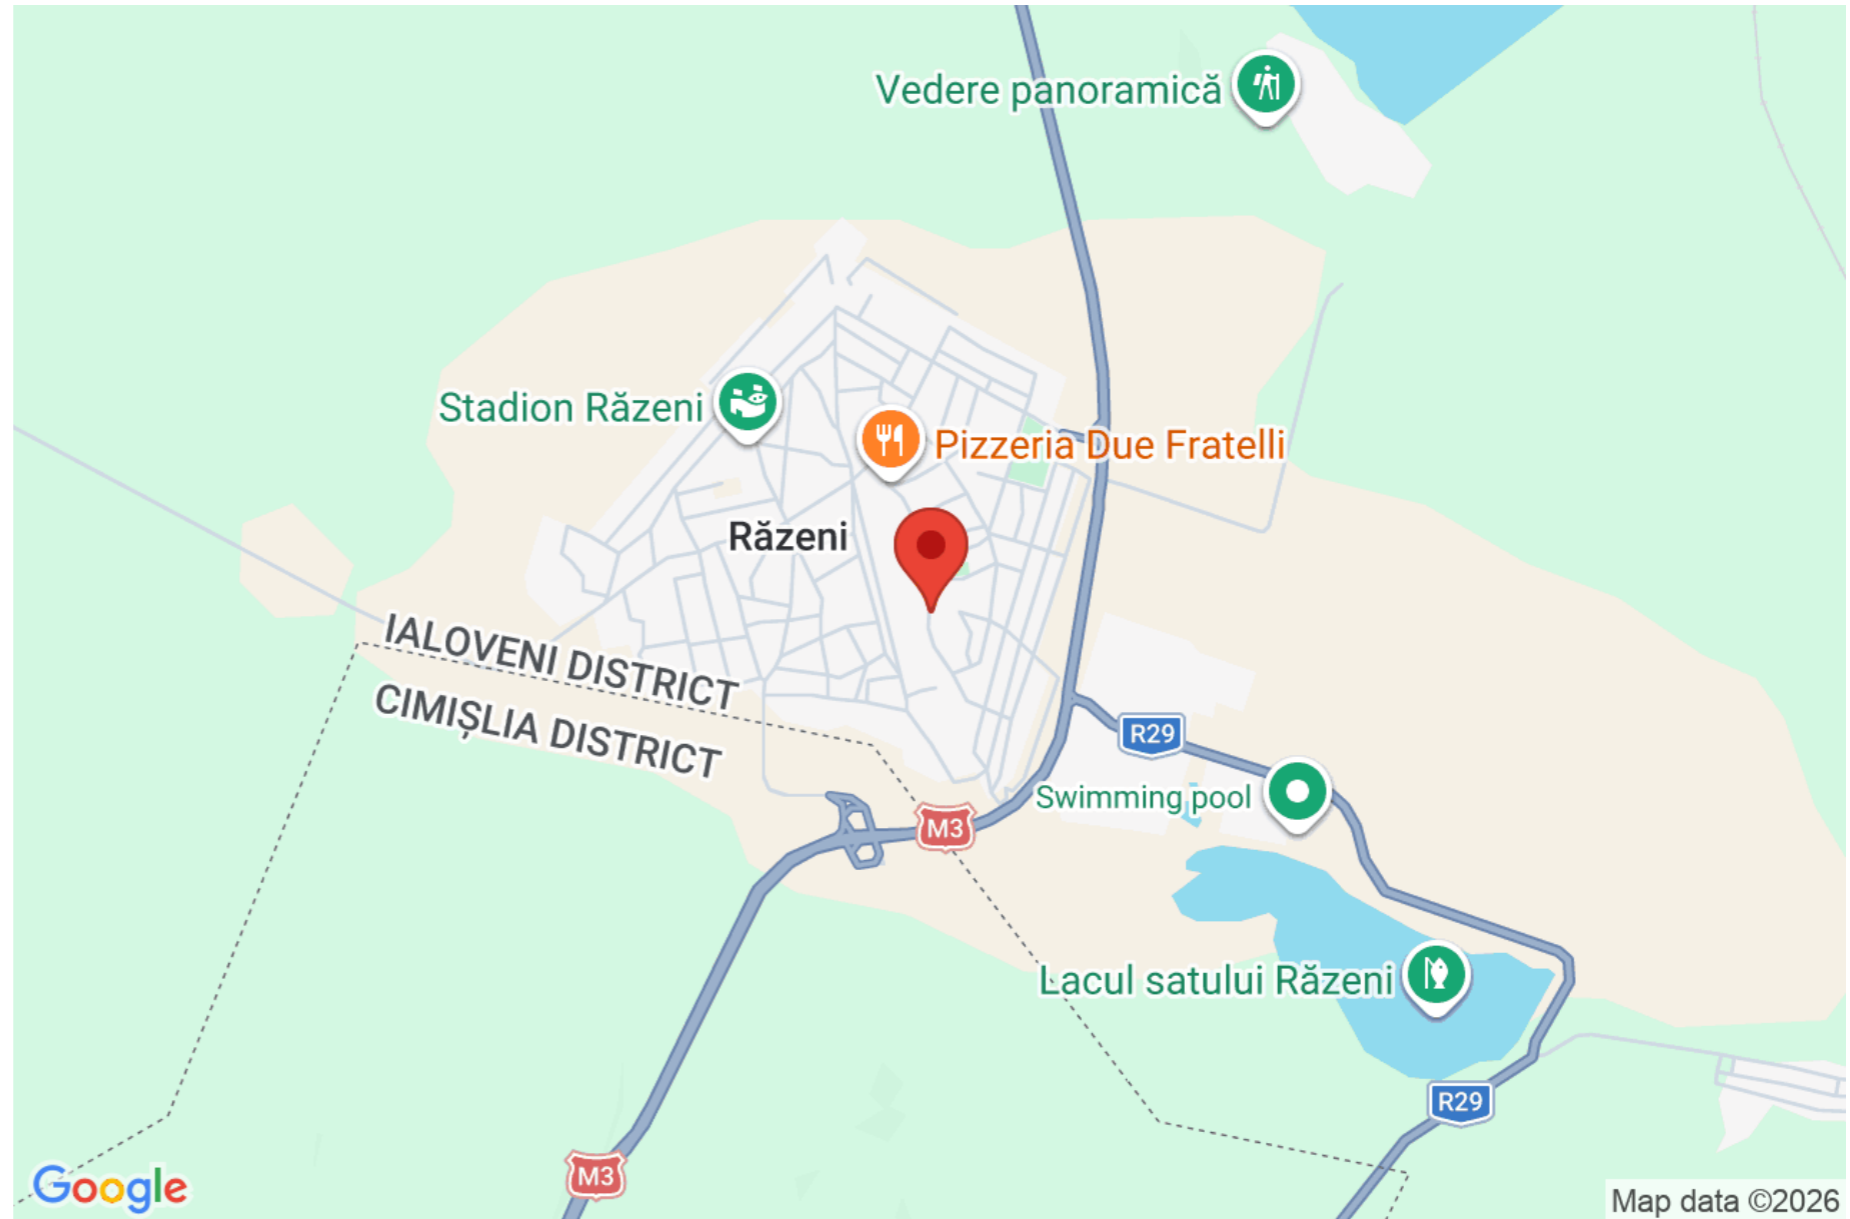 Vedere panoramică
Stadion Răzeni
Pizzeria Due Fratelli
Răzeni
IALOVENI DISTRICT
CIMIȘLIA DISTRICT
R29
Swimming pool
M3
Lacul satului Răzeni
R29
M3
Google
Map data ©2026